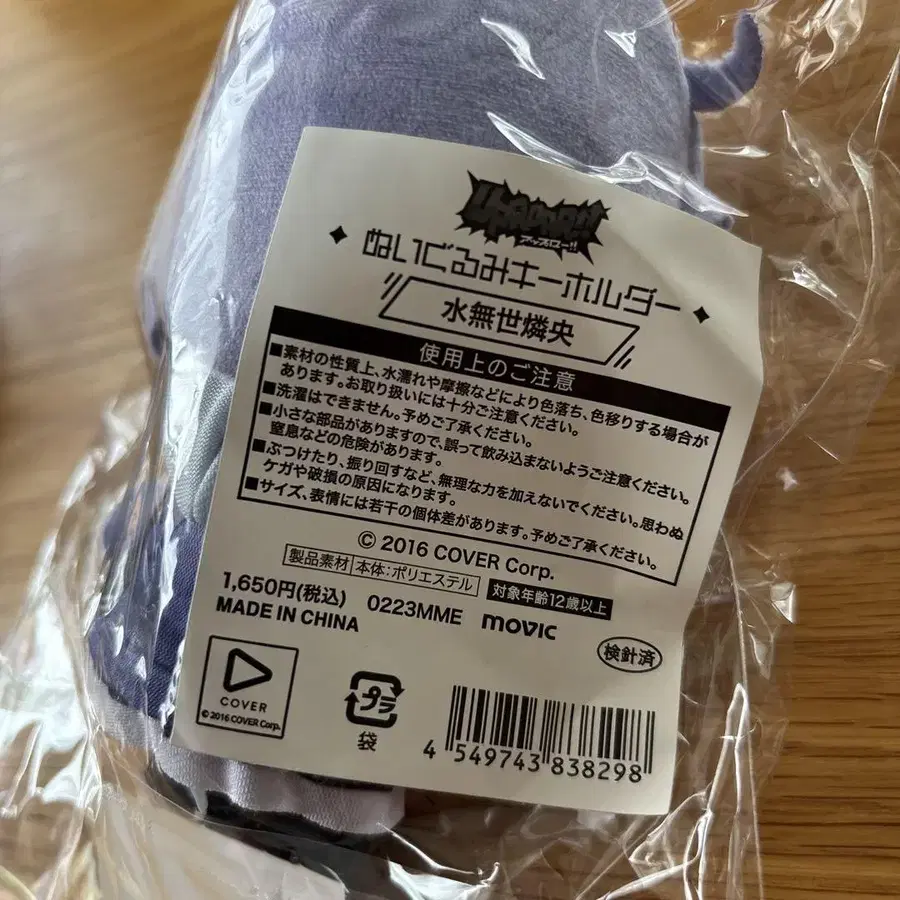 UPROAR!!
アップロー!!
ぬいぐるみキーホルダー
水無世燐央
使用上のご注意
■素材の性質上、水濡れや摩擦などにより色落ち、色移りする場合が
あります。お取り扱いには十分ご注意ください。
■洗濯はできません。予めご了承ください。
■小さな部品がありますので、誤って飲み込まないようご注意ください。
窒息などの危険があります。
■ぶつけたり、振り回すなど、無理な力を加えないでください。思わぬ
ケガや破損の原因になります。
■サイズ、表情には若干の個体差があります。予めご了承ください。
© 2016 COVER Corp.
製品素材 本体:ポリエステル 対象年齢12歳以上
1,650円(税込) 0223MME movic
MADE IN CHINA
検針済
COVER
© 2016 COVER Corp.
プラ
袋
4 549743 838298